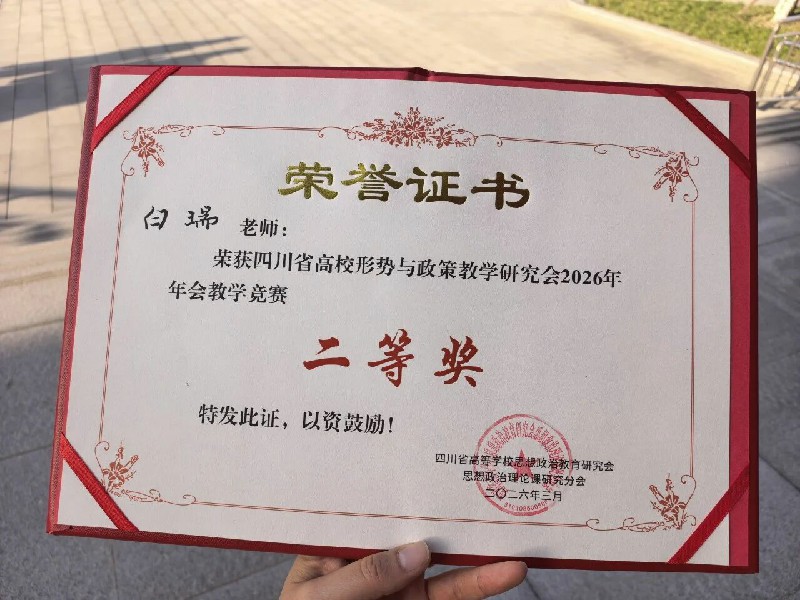 荣誉证书
白瑞 老师：
荣获四川省高校形势与政策教学研究会2026年
年会教学竞赛
二等奖
特发此证，以资鼓励！
四川省高等学校思想政治教育研究会
思想政治理论课研究分会
二〇二六年三月